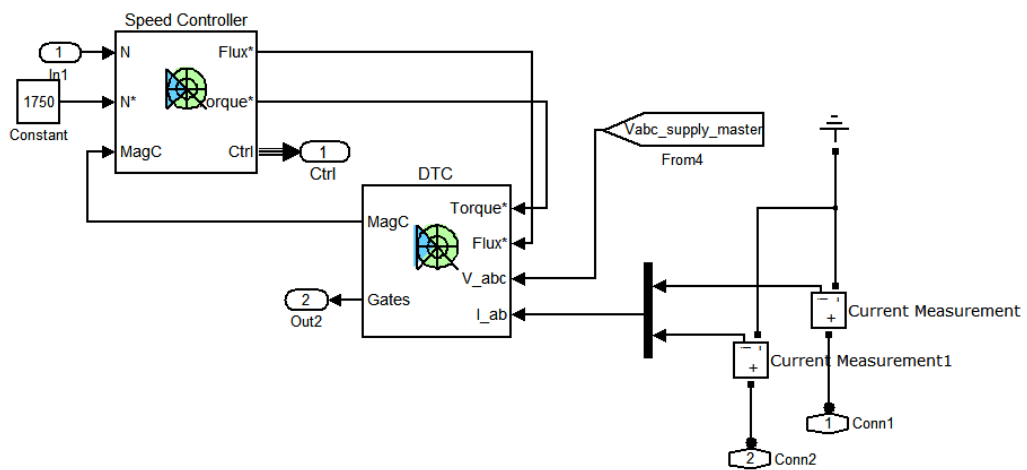 Speed Controller
1
In1
N
Flux*
1750
Constant
N*
orque*
MagC
Ctrl
1
Ctrl
Vabc_supply_master
From4
DTC
MagC
Torque*
Flux*
V_abc
Gates
I_ab
2
Out2
+
Current Measurement
+
Current Measurement1
1
Conn1
2
Conn2